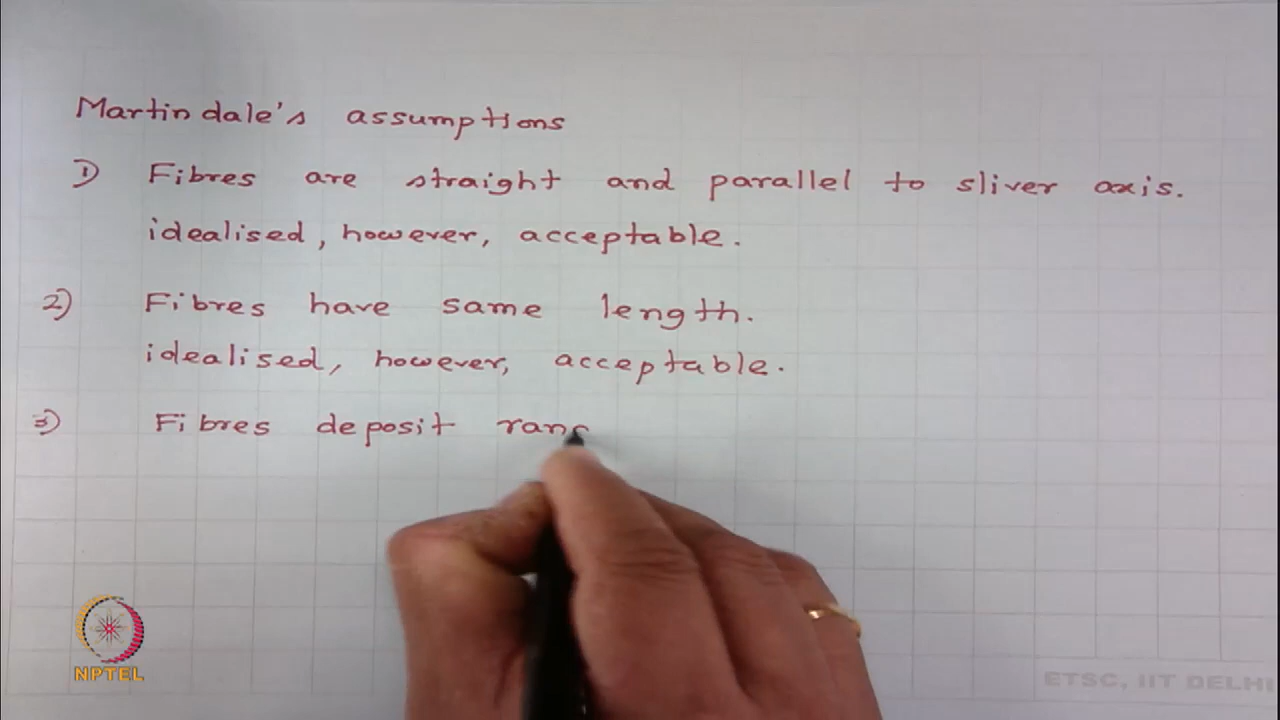 Martindale's assumptions
1) Fibres are straight and parallel to sliver axis.
idealised, however, acceptable.
2) Fibres have same length.
idealised, however, acceptable.
3) Fibres deposit ran
NPTEL
ETSC, IIT DELHI